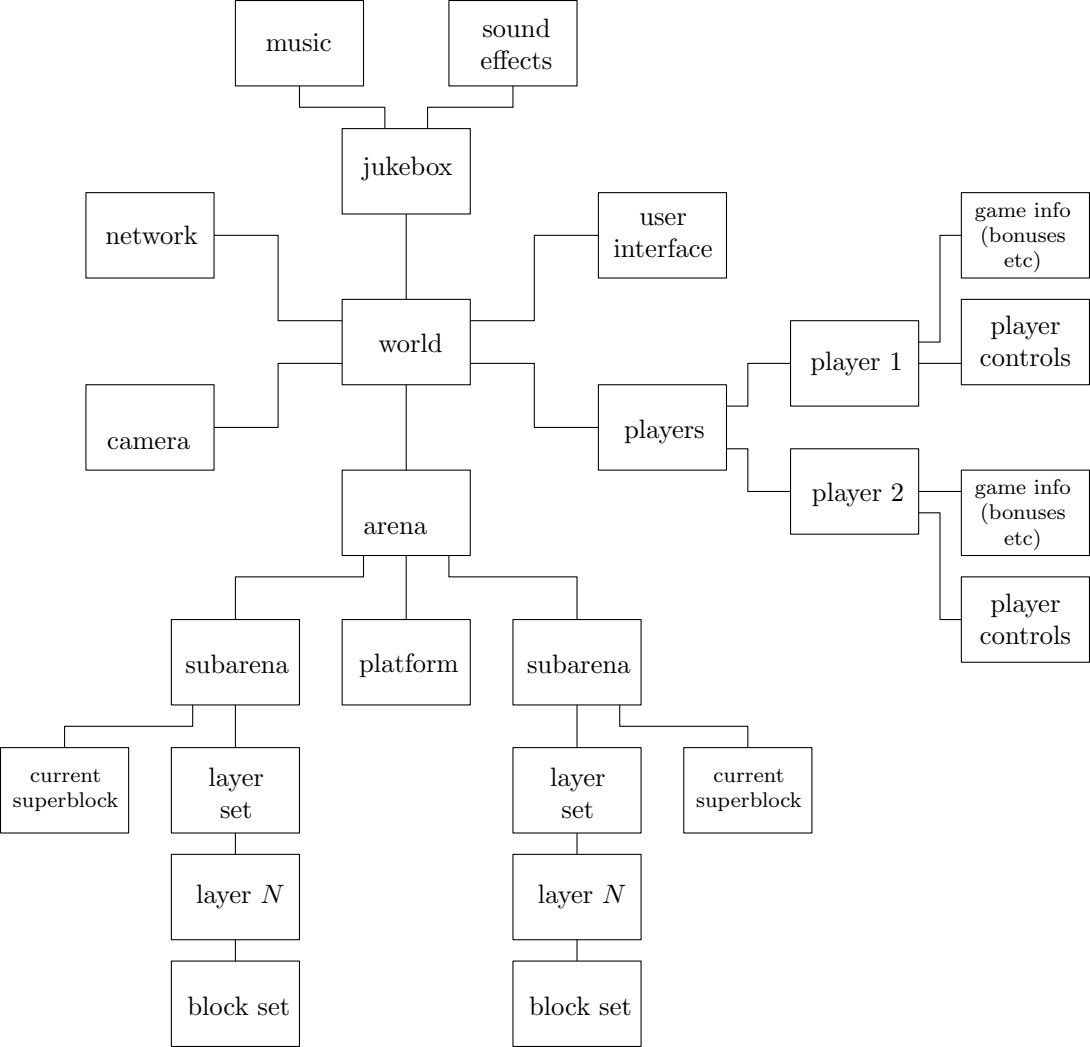 music
sound
effects
jukebox
network
user
interface
game info
(bonuses
etc)
world
player 1
player
controls
camera
players
arena
player 2
game info
(bonuses
etc)
player
controls
subarena
platform
subarena
current
superblock
layer
set
layer
set
current
superblock
layer N
layer N
block set
block set